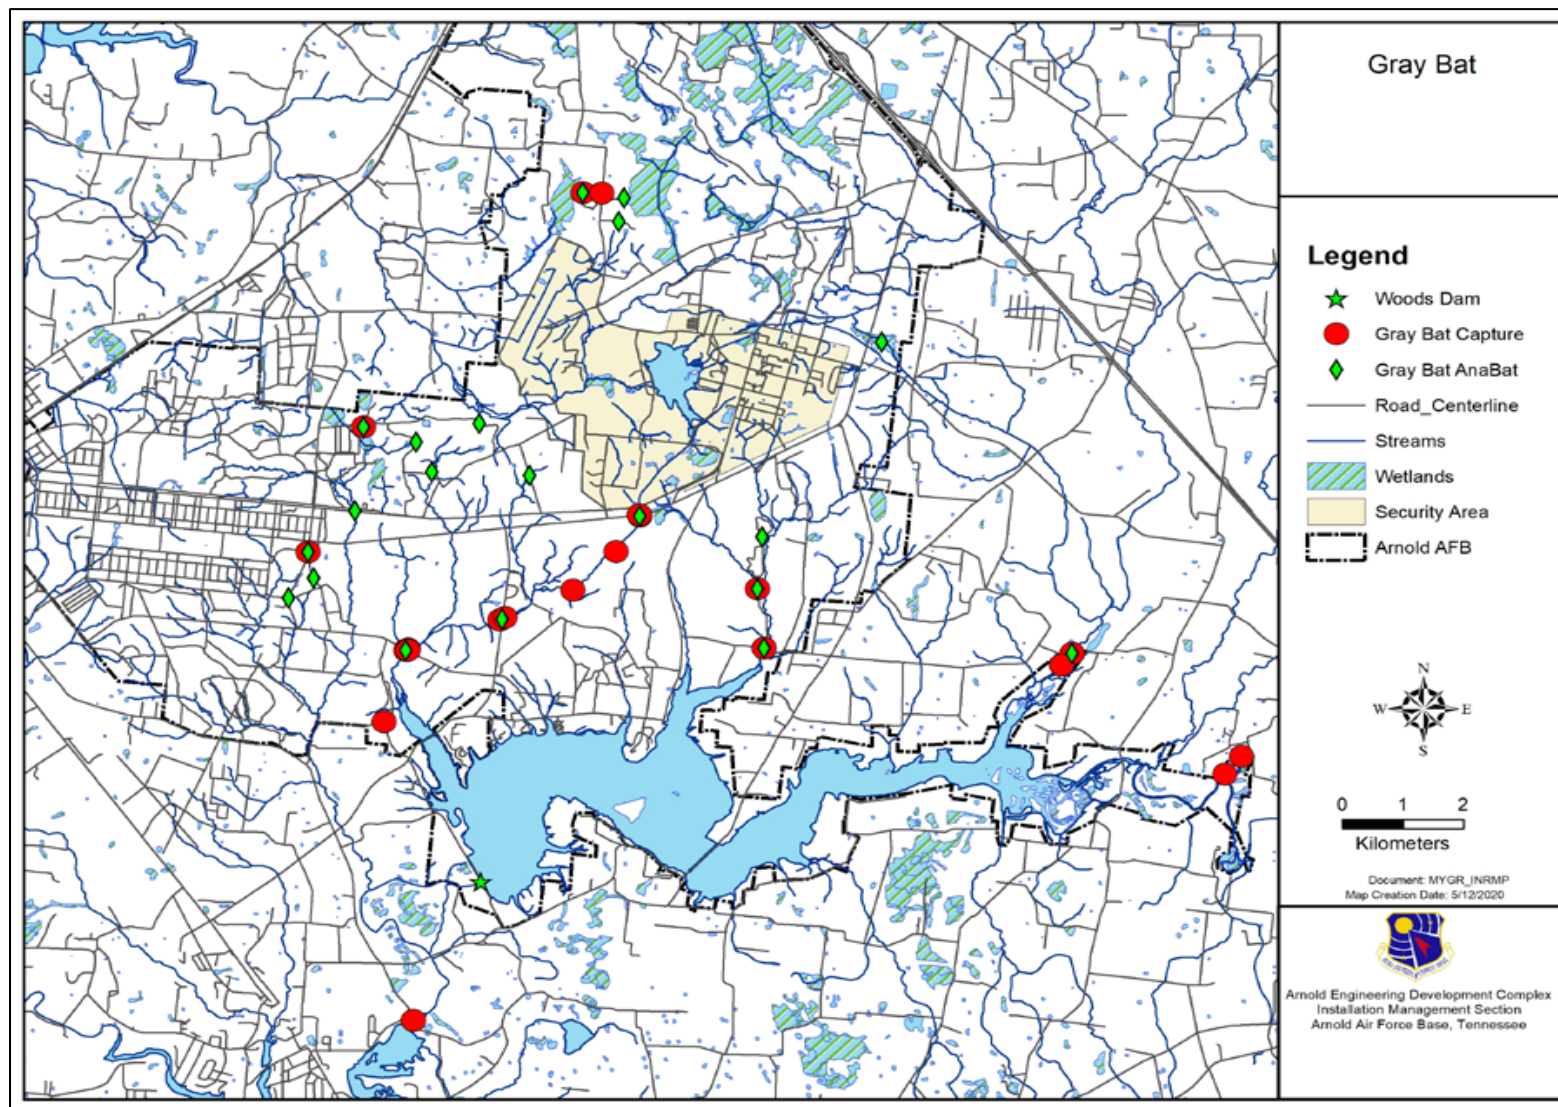 Gray Bat
Legend
Woods Dam
Gray Bat Capture
Gray Bat AnaBat
Road_Centerline
Streams
Wetlands
Security Area
Arnold AFB
N
W E
S
0 1 2
Kilometers
Document: MYGR_INRMP
Map Creation Date: 5/12/2020
Arnold Engineering Development Complex
Installation Management Section
Arnold Air Force Base, Tennessee